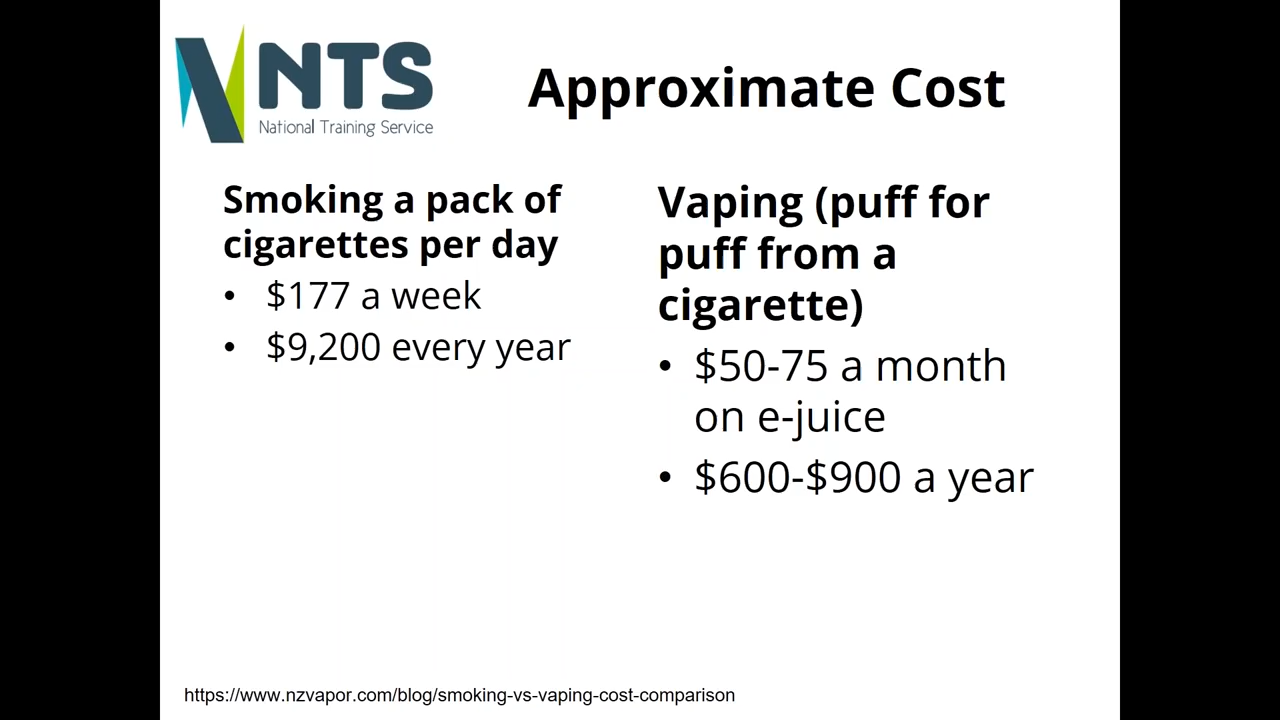 NTS
National Training Service
Approximate Cost
Smoking a pack of
cigarettes per day
• $177 a week
• $9,200 every year
Vaping (puff for
puff from a
cigarette)
• $50-75 a month
on e-juice
• $600-$900 a year
https://www.nzvapor.com/blog/smoking-vs-vaping-cost-comparison